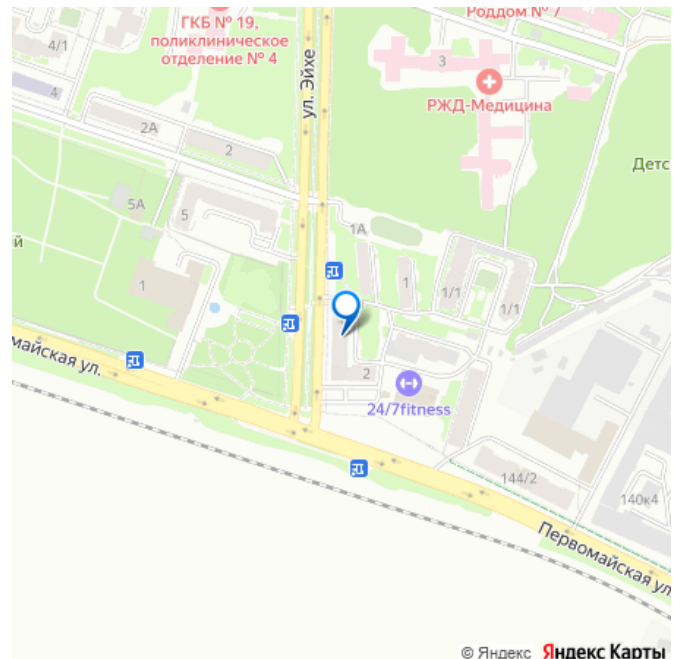 Роддом № 7
ГКБ № 19,
поликлиническое
отделение № 4
4/1
4
3
РЖД-Медицина
ул. Эйхе
2А
2
Детс
5А
5
1А
й
1
1
1/1
1/1
майская ул.
2
24/7fitness
144/2
140к4
Первомайская ул.
© Яндекс Яндекс Карты